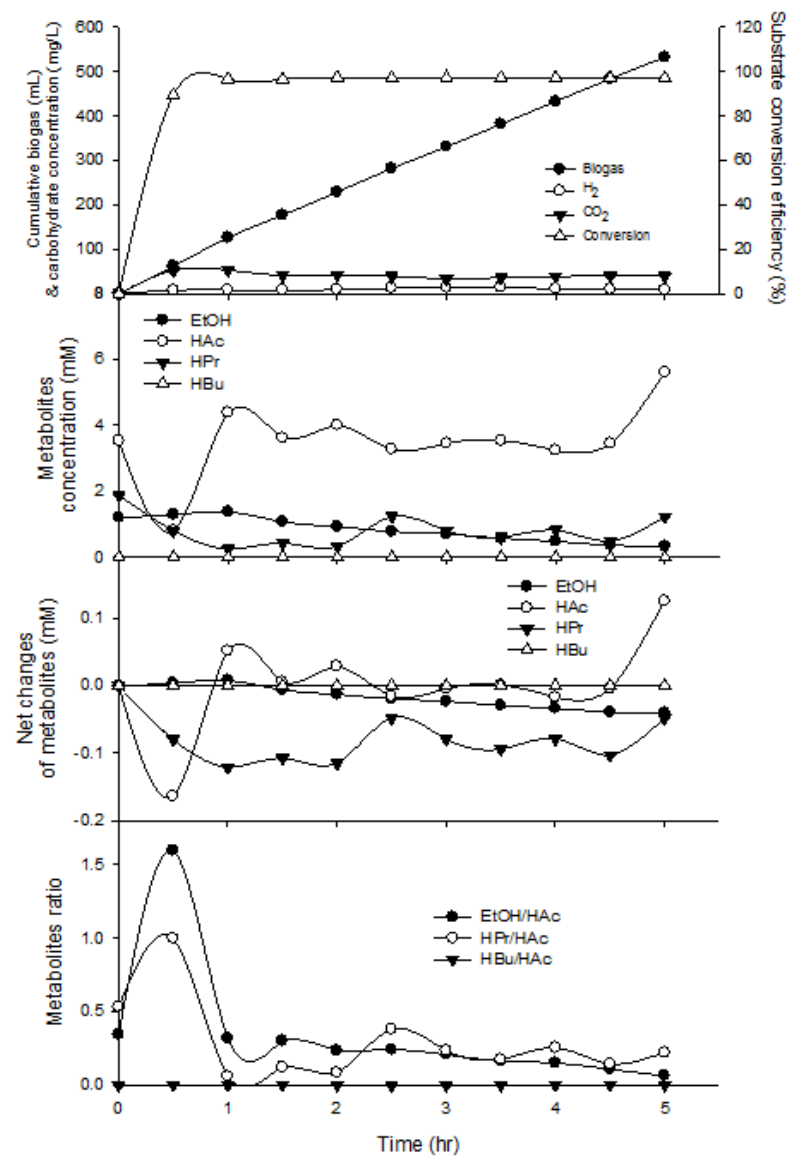 Cumulative biogas (mL)
& carbohydrate concentration (mg/L)
600
500
400
300
200
100
8
120
100
80
60
40
20
0
Substrate conversion efficiency (%)
Biogas
H2
CO2
Conversion
Metabolites
concentration (mM)
6
4
2
0
EtOH
HAc
HPr
HBu
Net changes
of metabolites (mM)
0.1
0.0
-0.1
-0.2
EtOH
HAc
HPr
HBu
Metabolites ratio
1.5
1.0
0.5
0.0
EtOH/HAc
HPr/HAc
HBu/HAc
0 1 2 3 4 5
Time (hr)